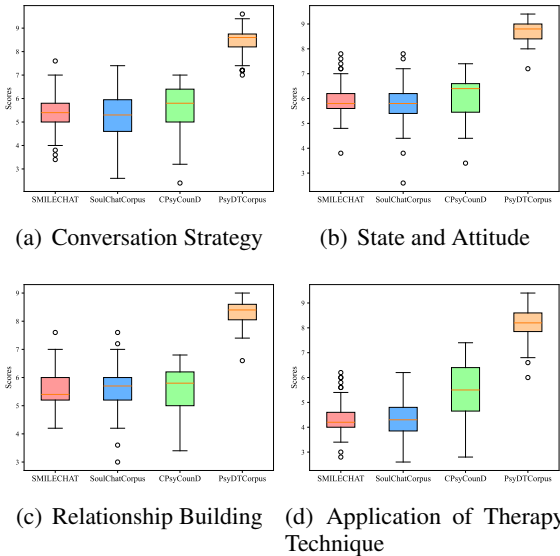 Scores
9
8
7
6
5
4
3
SMILECHAT SoulChatCorpus CPsyCounD PsyDTCorpus
(a) Conversation Strategy
Scores
9
8
7
6
5
4
3
SMILECHAT SoulChatCorpus CPsyCounD PsyDTCorpus
(b) State and Attitude
Scores
9
8
7
6
5
4
3
SMILECHAT SoulChatCorpus CPsyCounD PsyDTCorpus
(c) Relationship Building
Scores
9
8
7
6
5
4
3
SMILECHAT SoulChatCorpus CPsyCounD PsyDTCorpus
(d) Application of Therapy
Technique